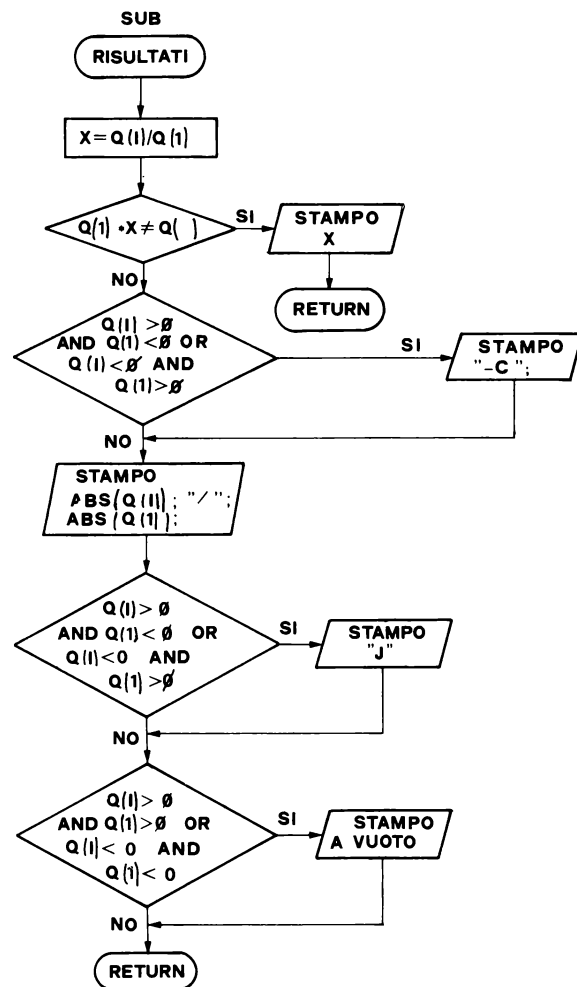 SUB
RISULTATI
X=Q(I)/Q(1)
Q(1) •X≠Q( )
SI
STAMPO
X
RETURN
NO
Q(I) >Ø
AND Q(1) <Ø OR
Q(I)<Ø AND
Q(1)>Ø
SI
STAMPO
"-C";
NO
STAMPO
ABS(Q(I); "/";
ABS(Q(1);
Q(I)>Ø
AND Q(1)<Ø OR
Q(I)<0 AND
Q(1)>Ø
SI
STAMPO
"J"
NO
Q(I)>Ø
AND Q(1)>Ø OR
Q(I)<0 AND
Q(1)<0
SI
STAMPO
A VUOTO
NO
RETURN